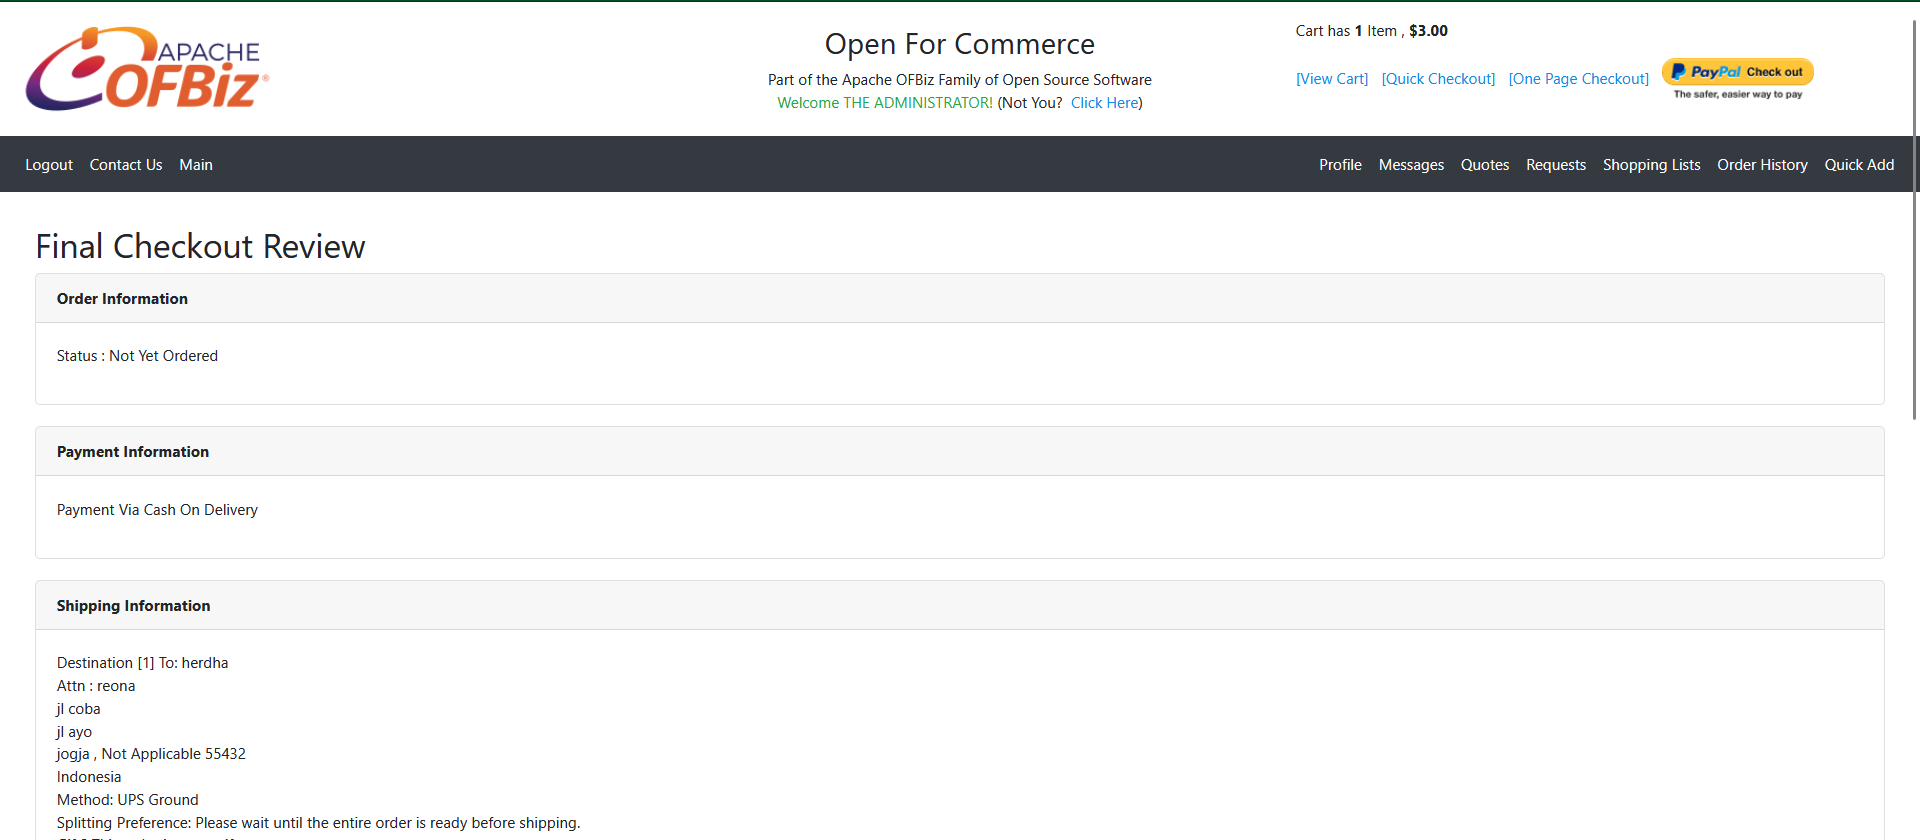 APACHE
OFBiz
Open For Commerce
Part of the Apache OFBiz Family of Open Source Software
Welcome THE ADMINISTRATOR! (Not You? Click Here)
Cart has 1 Item , $3.00
[View Cart] [Quick Checkout] [One Page Checkout]
PayPal Check out
The safer, easier way to pay
Logout Contact Us Main
Profile Messages Quotes Requests Shopping Lists Order History Quick Add
Final Checkout Review
Order Information
Status : Not Yet Ordered
Payment Information
Payment Via Cash On Delivery
Shipping Information
Destination [1] To: herdha
Attn : reona
jl coba
jl ayo
jogja , Not Applicable 55432
Indonesia
Method: UPS Ground
Splitting Preference: Please wait until the entire order is ready before shipping.